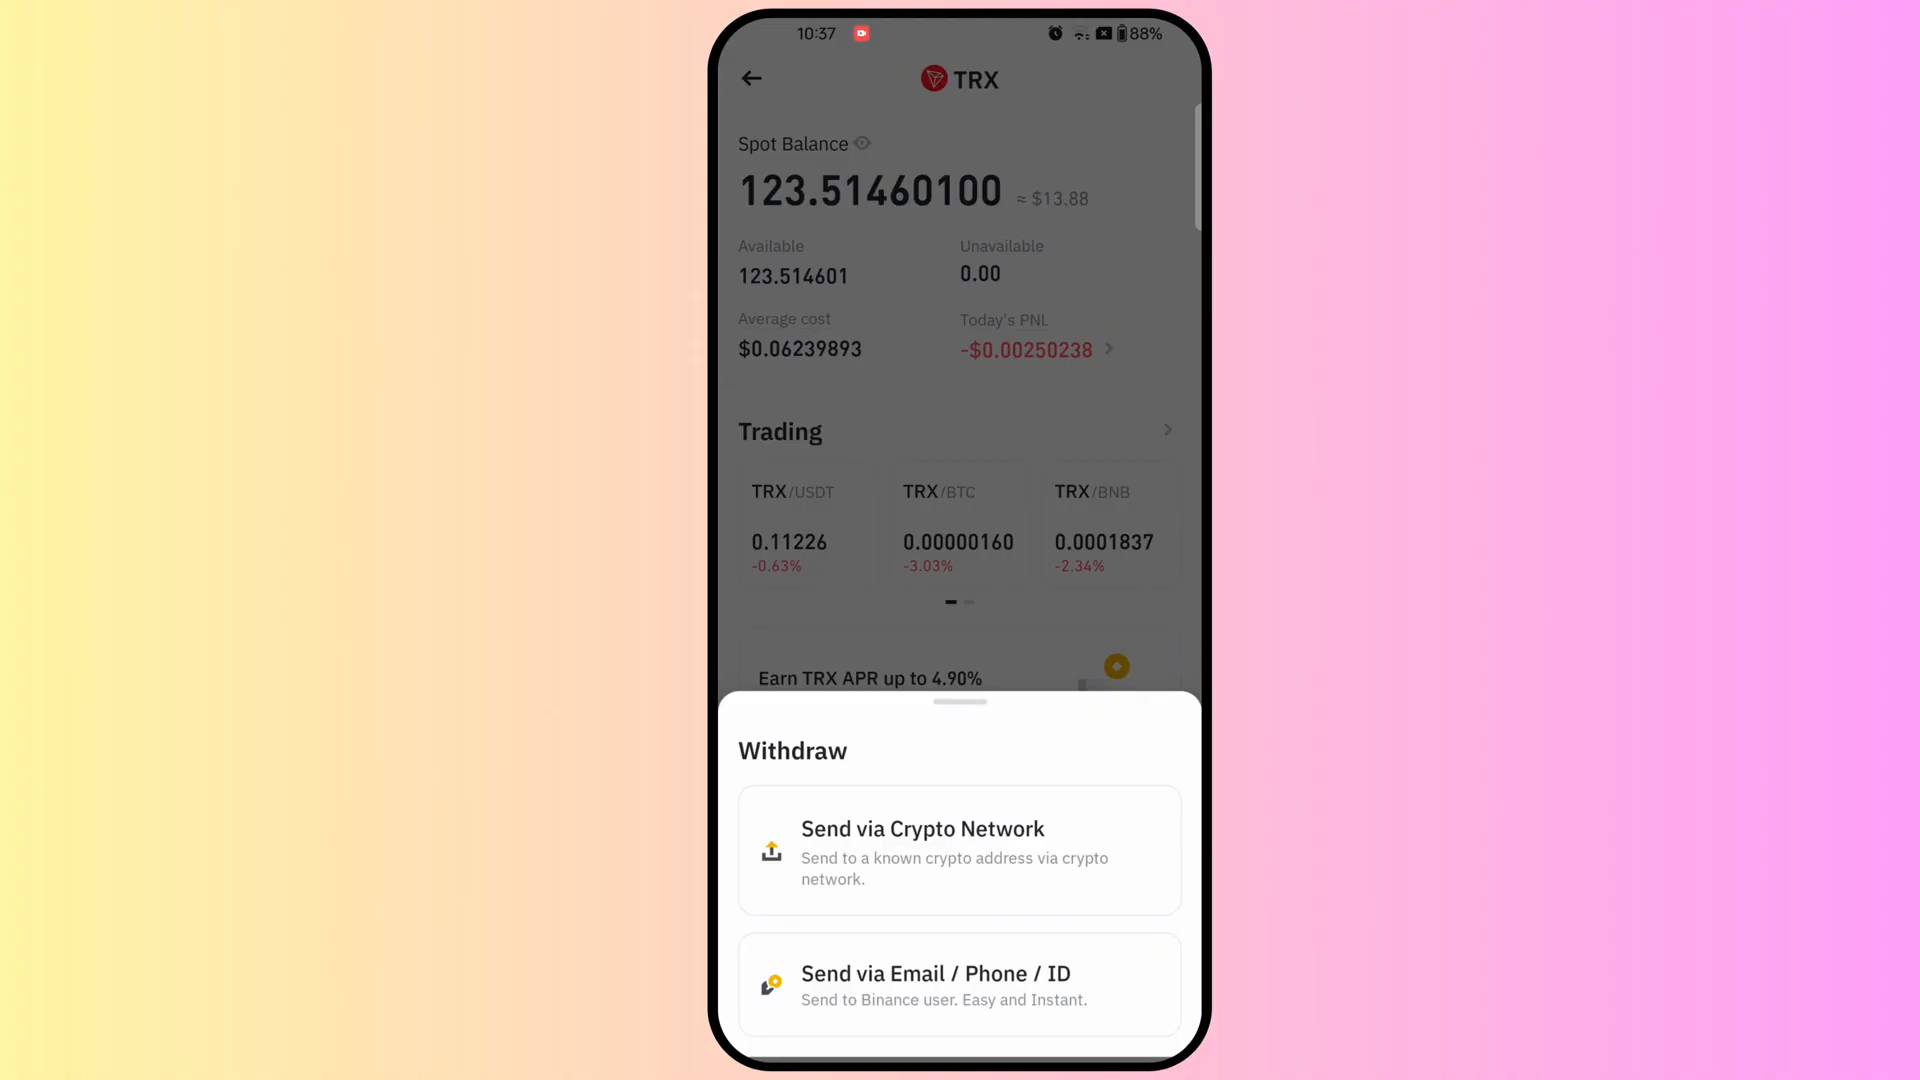 10:37
88%
TRX
Spot Balance
123.51460100 ≈ $13.88
Available
Unavailable
123.514601
0.00
Average cost
Today's PNL
$0.06239893
-$0.00250238
Trading
TRX/USDT
TRX/BTC
TRX/BNB
0.11226
0.00000160
0.0001837
-0.63%
-3.03%
-2.34%
Earn TRX APR up to 4.90%
Withdraw
Send via Crypto Network
Send to a known crypto address via crypto
network.
Send via Email / Phone / ID
Send to Binance user. Easy and Instant.